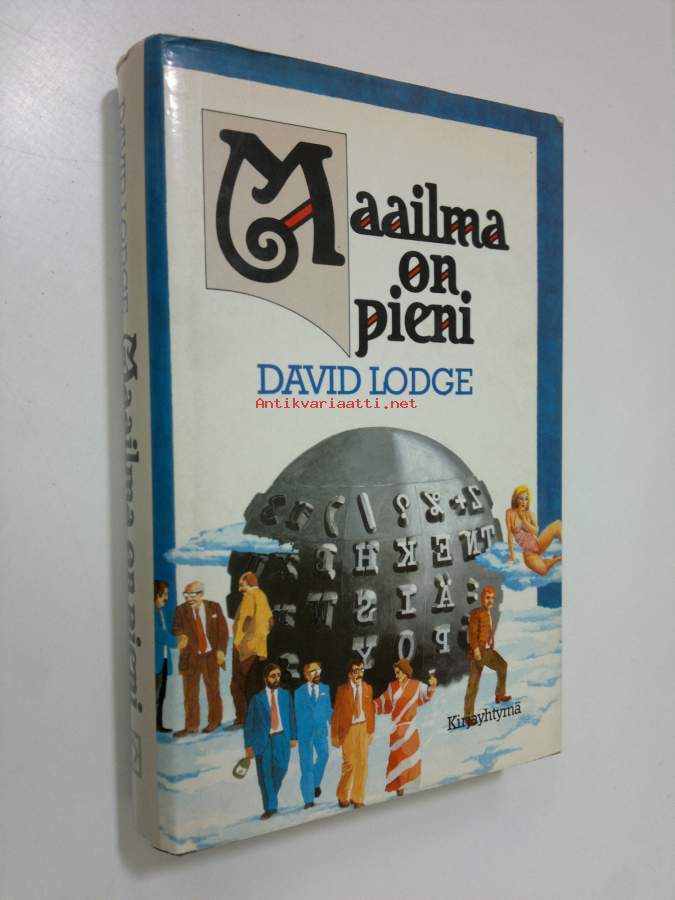 Maailma
on
pieni
DAVID LODGE
Antikvariaatti.net
Kirjayhtymä
DAVID LODGE Maailma on pieni